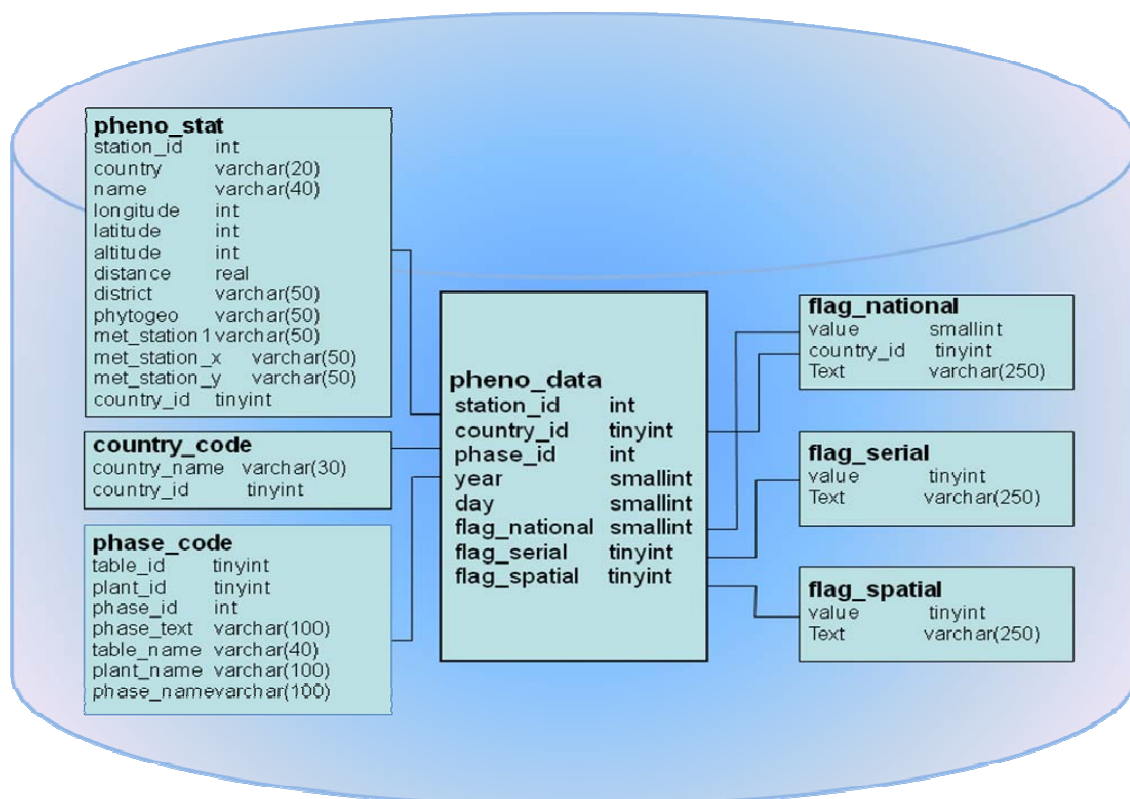 pheno_stat
station_id int
country varchar(20)
name varchar(40)
longitude int
latitude int
altitude int
distance real
district varchar(50)
phytogeo varchar(50)
met_station1 varchar(50)
met_station_x varchar(50)
met_station_y varchar(50)
country_id tinyint
country_code
country_name varchar(30)
country_id tinyint
phase_code
table_id tinyint
plant_id tinyint
phase_id int
phase_text varchar(100)
table_name varchar(40)
plant_name varchar(100)
phase_namevarchar(100)
pheno_data
station_id int
country_id tinyint
phase_id int
year smallint
day smallint
flag_national smallint
flag_serial tinyint
flag_spatial tinyint
flag_national
value smallint
country_id tinyint
Text varchar(250)
flag_serial
value tinyint
Text varchar(250)
flag_spatial
value tinyint
Text varchar(250)